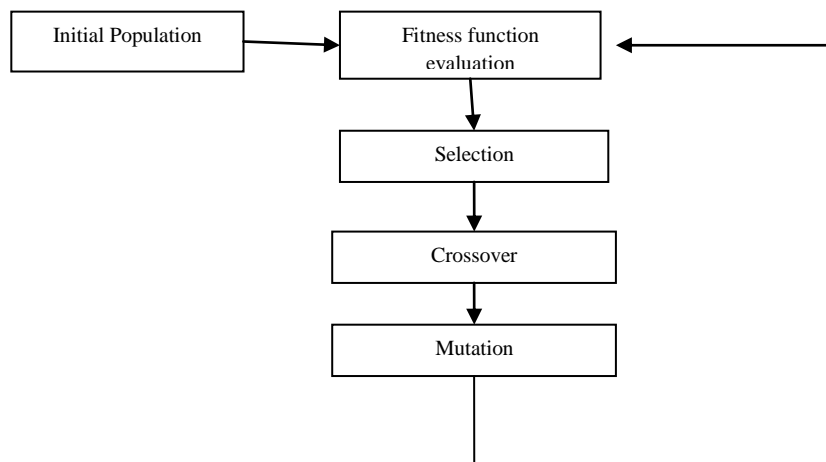 Initial Population
Fitness function
evaluation
Selection
Crossover
Mutation